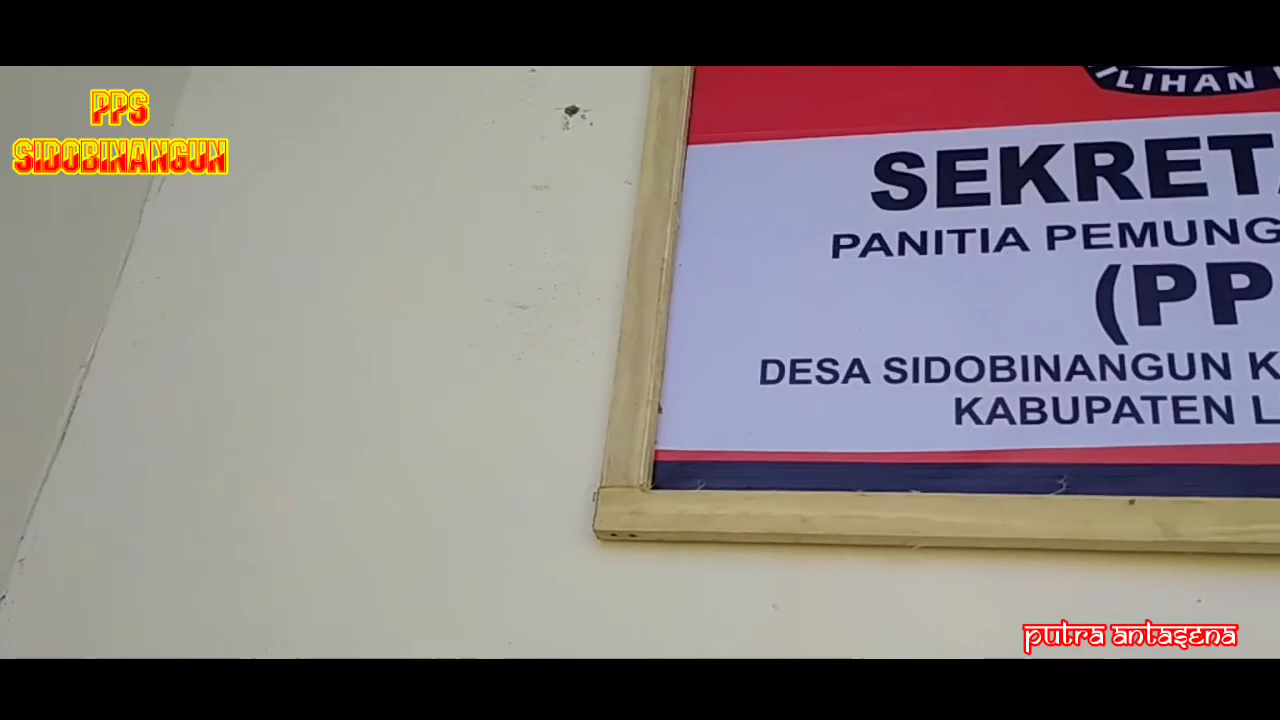 PPS
SIDOBINANGUN
LIHAN
SEKRET
PANITIA PEMUNG
(PP
DESA SIDOBINANGUN K
KABUPATEN L
putra antasena